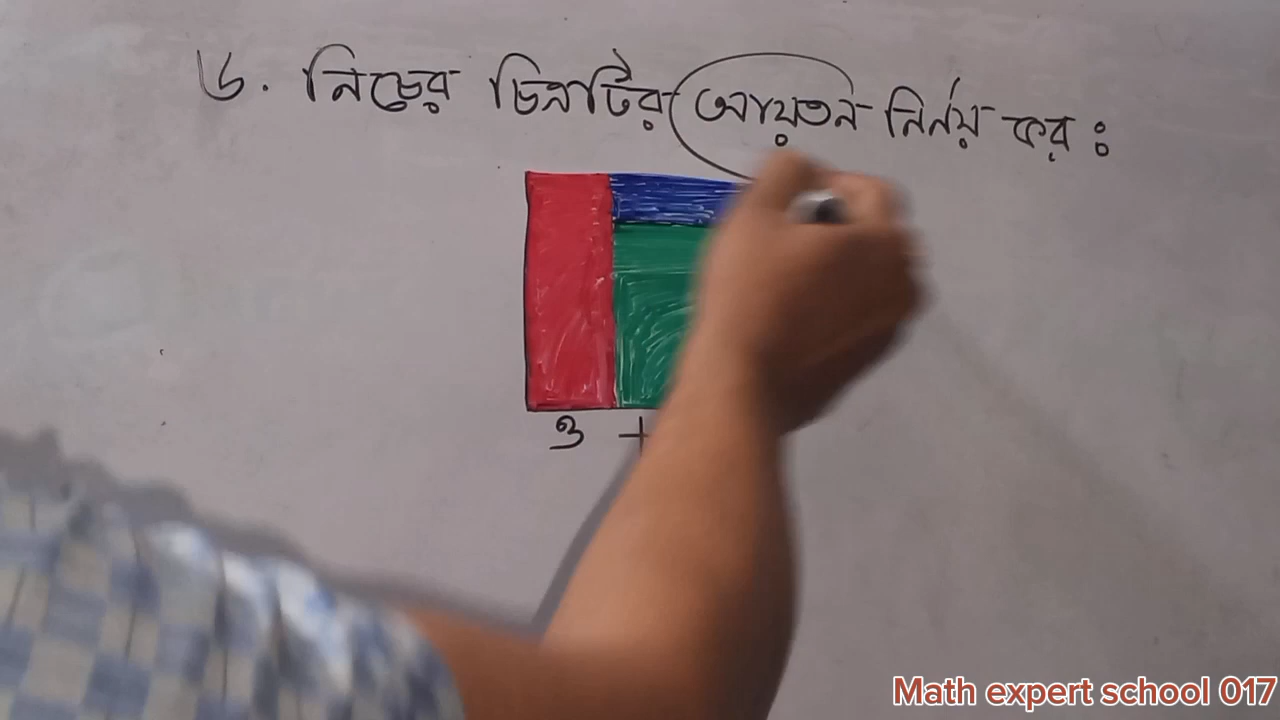 ৬. নিচের চিত্রটির আয়তন নির্ণয় কর :
৩ +
Math expert school 017